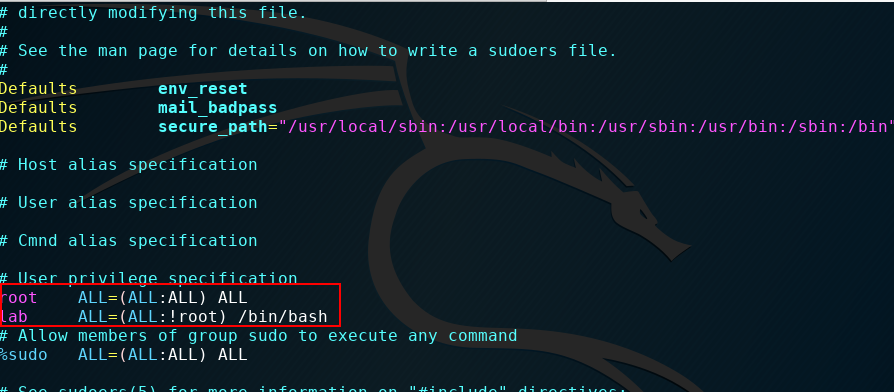 # directly modifying this file.
#
# See the man page for details on how to write a sudoers file.
#
Defaults env_reset
Defaults mail_badpass
Defaults secure_path="/usr/local/sbin:/usr/local/bin:/usr/sbin:/usr/bin:/sbin:/bin"
# Host alias specification
# User alias specification
# Cmnd alias specification
# User privilege specification
root ALL=(ALL:ALL) ALL
lab ALL=(ALL:!root) /bin/bash
# Allow members of group sudo to execute any command
%sudo ALL=(ALL:ALL) ALL
# See sudoers(5) for more information on "#include" directives: